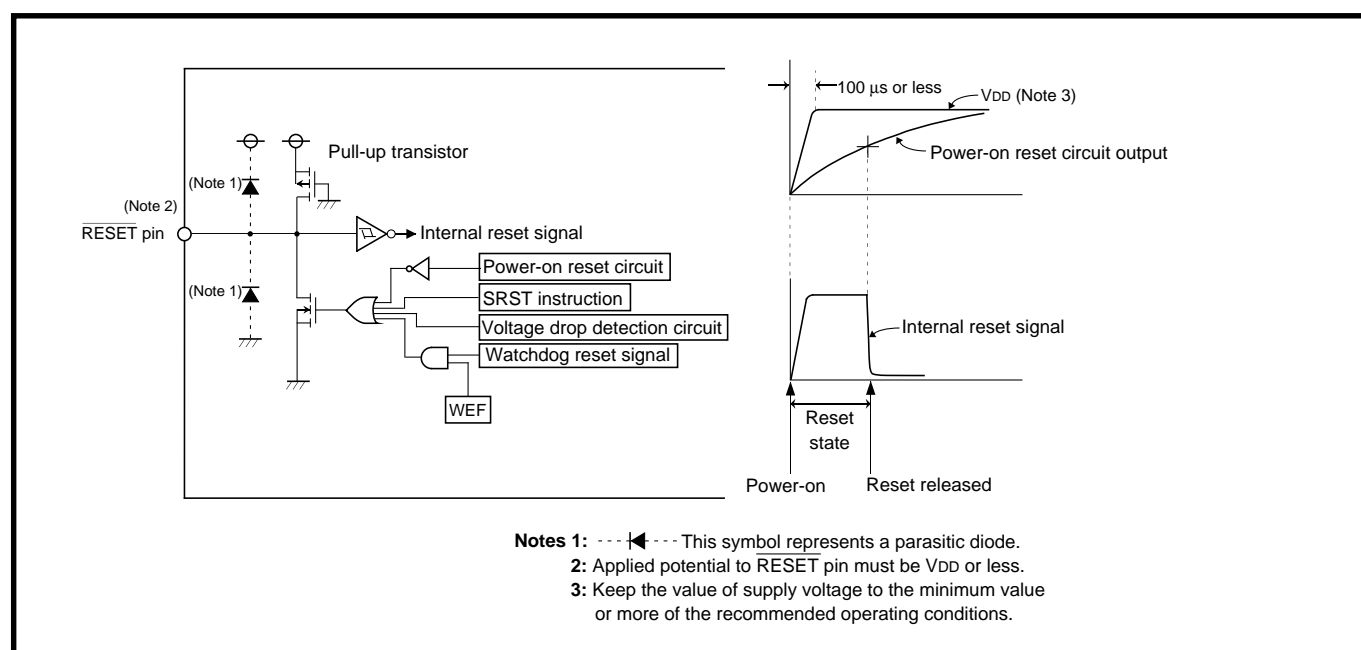 Pull-up transistor
(Note 1)
(Note 2)
RESET pin
Internal reset signal
(Note 1)
Power-on reset circuit
SRST instruction
Voltage drop detection circuit
Watchdog reset signal
WEF
100 µs or less
VDD (Note 3)
Power-on reset circuit output
Internal reset signal
Reset
state
Power-on
Reset released
Notes 1: This symbol represents a parasitic diode.
2: Applied potential to RESET pin must be VDD or less.
3: Keep the value of supply voltage to the minimum value
or more of the recommended operating conditions.